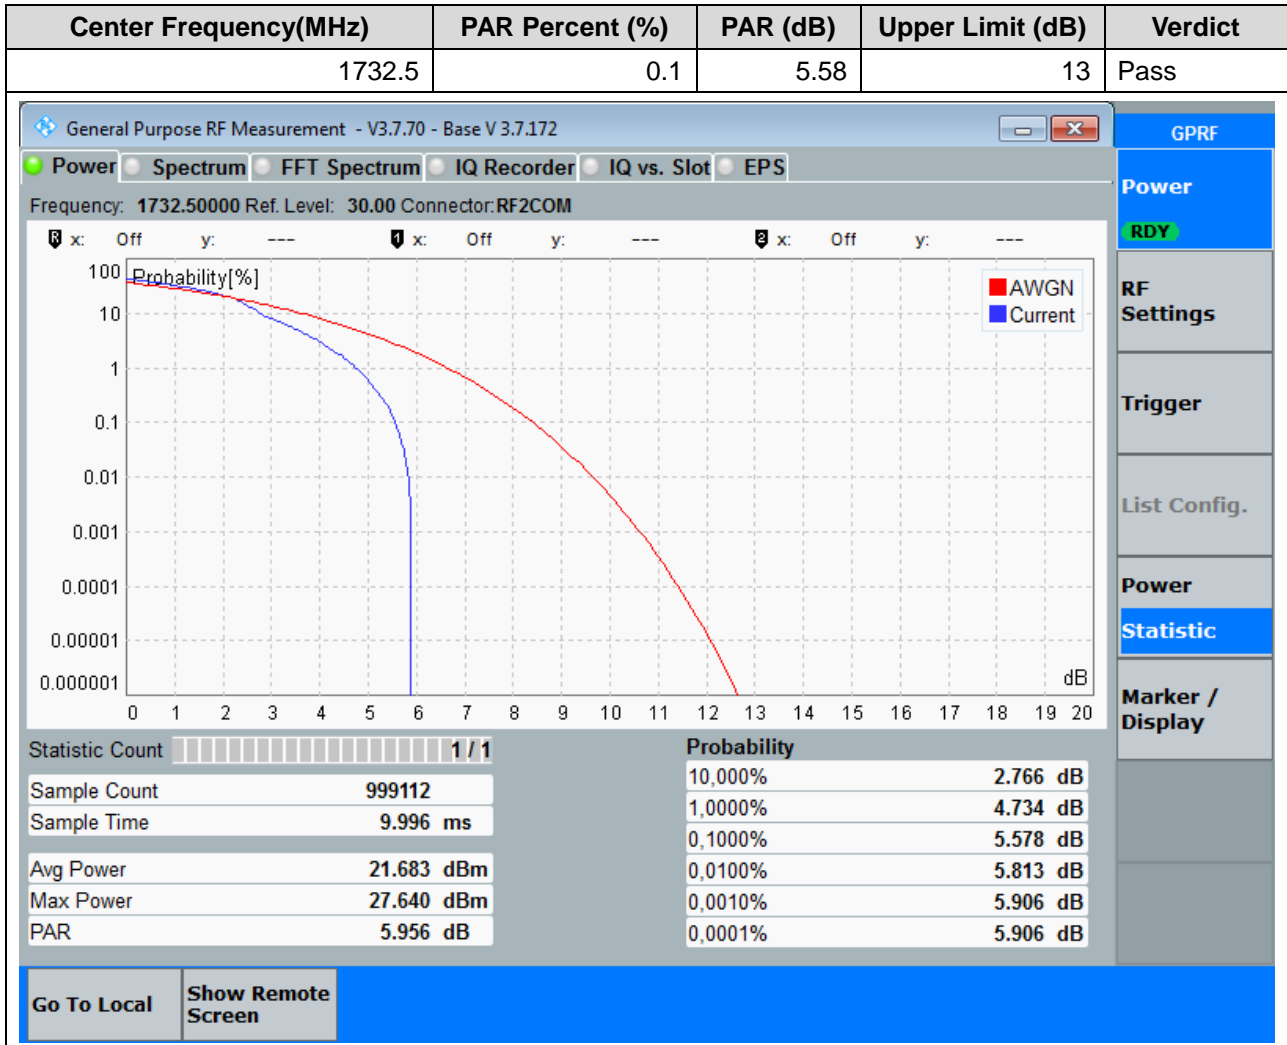 Center Frequency(MHz) PAR Percent (%) PAR (dB) Upper Limit (dB) Verdict
1732.5 0.1 5.58 13 Pass
General Purpose RF Measurement - V3.7.70 - Base V 3.7.172
GPRF
Power Spectrum FFT Spectrum IQ Recorder IQ vs. Slot EPS
Frequency: 1732.50000 Ref. Level: 30.00 Connector: RF2COM
R x: Off y: --- 1 x: Off y: --- 2 x: Off y: ---
Probability[%]
100
10
1
0.1
0.01
0.001
0.0001
0.00001
0.000001
AWGN
Current
dB
0 1 2 3 4 5 6 7 8 9 10 11 12 13 14 15 16 17 18 19 20
Statistic Count 1 / 1
Sample Count 999112
Sample Time 9.996 ms
Avg Power 21.683 dBm
Max Power 27.640 dBm
PAR 5.956 dB
Probability
10,000% 2.766 dB
1,0000% 4.734 dB
0,1000% 5.578 dB
0,0100% 5.813 dB
0,0010% 5.906 dB
0,0001% 5.906 dB
Power
RDY
RF
Settings
Trigger
List Config.
Power
Statistic
Marker /
Display
Go To Local
Show Remote
Screen